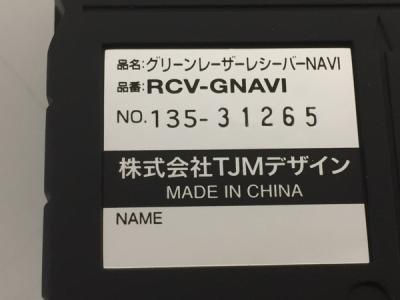 品名:グリーンレーザーレシーバーNAVI
品番:RCV-GNAVI
NO.135-31265
株式会社TJMデザイン
MADE IN CHINA
NAME